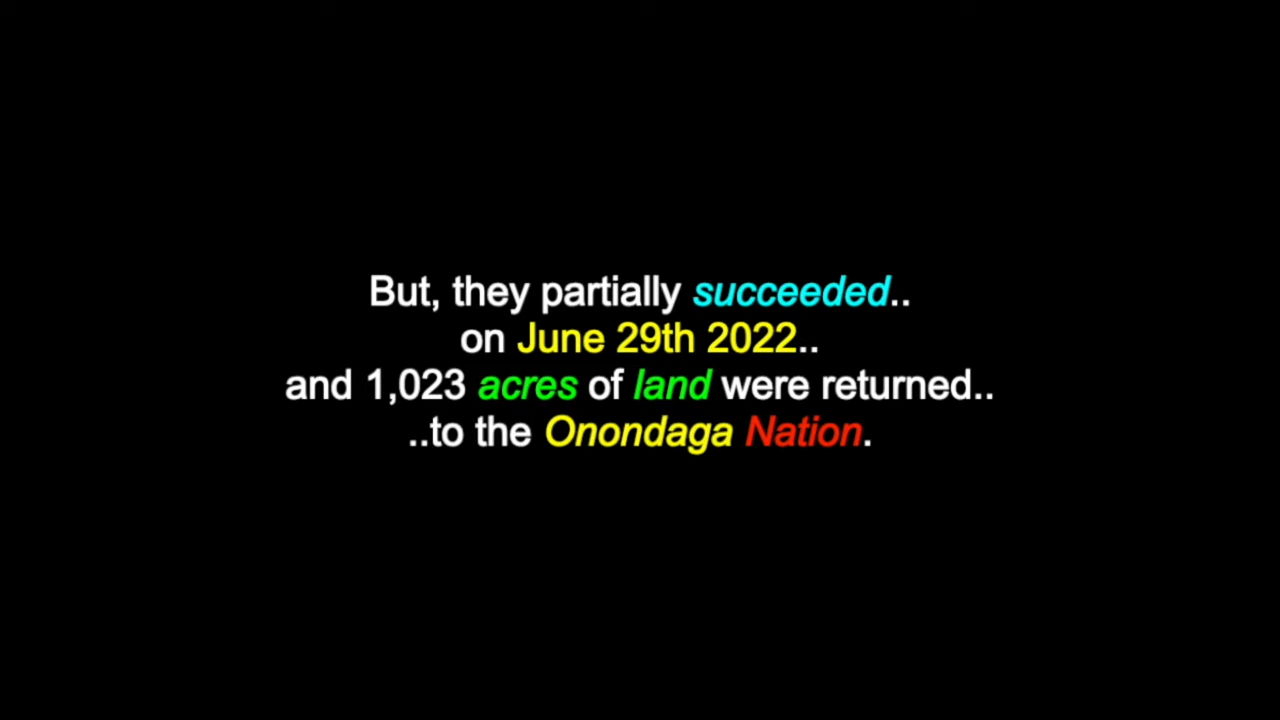 But, they partially succeeded..
on June 29th 2022..
and 1,023 acres of land were returned..
..to the Onondaga Nation.